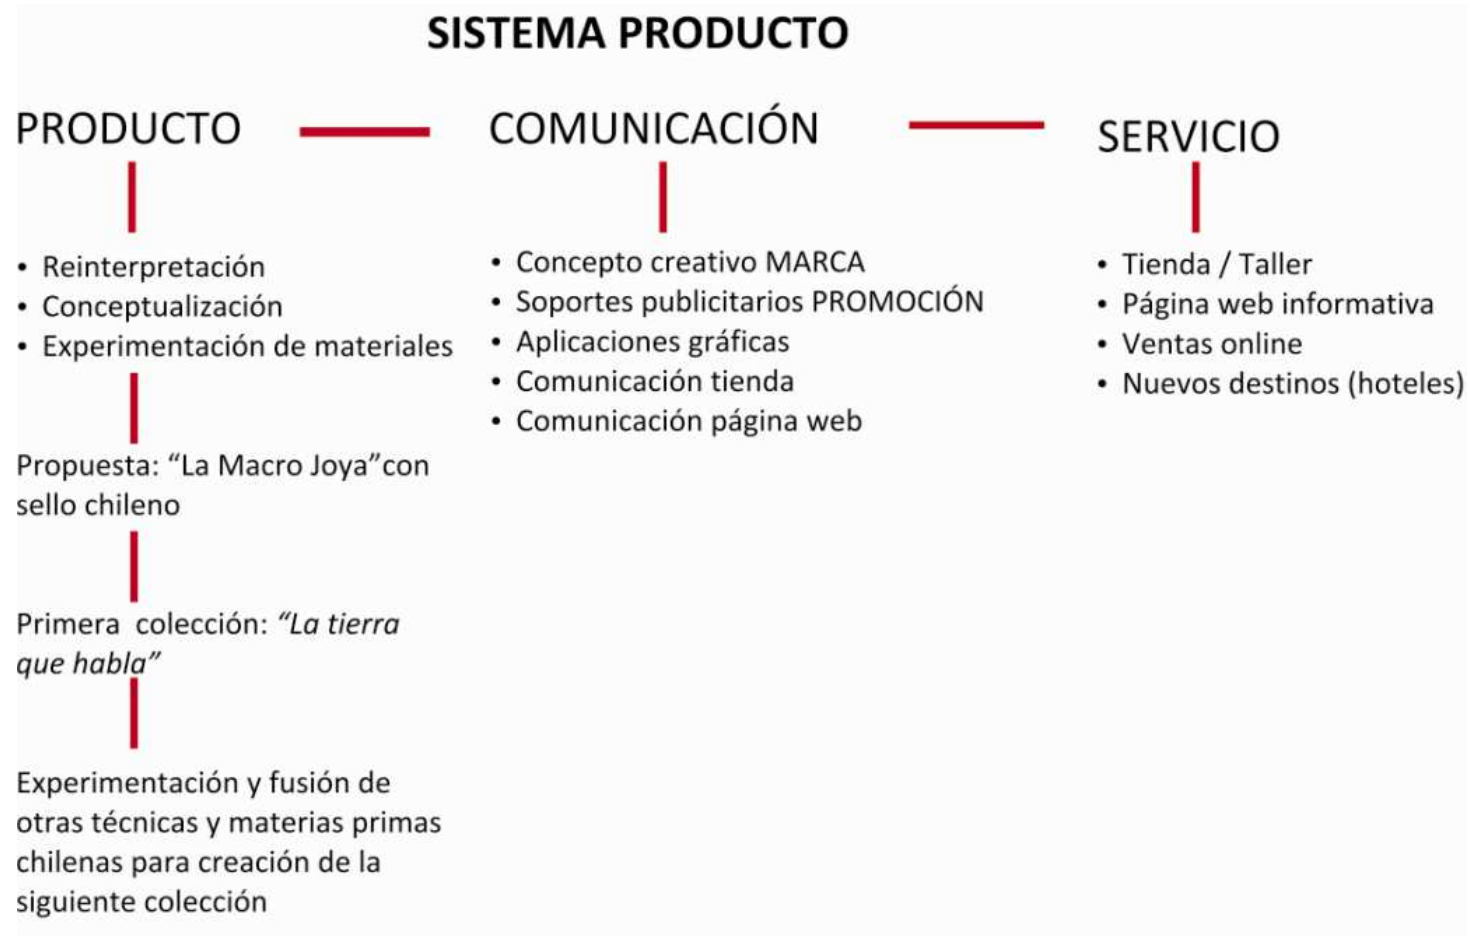 SISTEMA PRODUCTO
PRODUCTO
• Reinterpretación
• Conceptualización
• Experimentación de materiales
Propuesta: “La Macro Joya”con
sello chileno
Primera  colección: “La tierra
que habla”
Experimentación y fusión de
otras técnicas y materias primas
chilenas para creación de la
siguiente colección
COMUNICACIÓN
• Concepto creativo MARCA
• Soportes publicitarios PROMOCIÓN
• Aplicaciones gráficas
• Comunicación tienda
• Comunicación página web
SERVICIO
• Tienda / Taller
• Página web informativa
• Ventas online
• Nuevos destinos (hoteles)